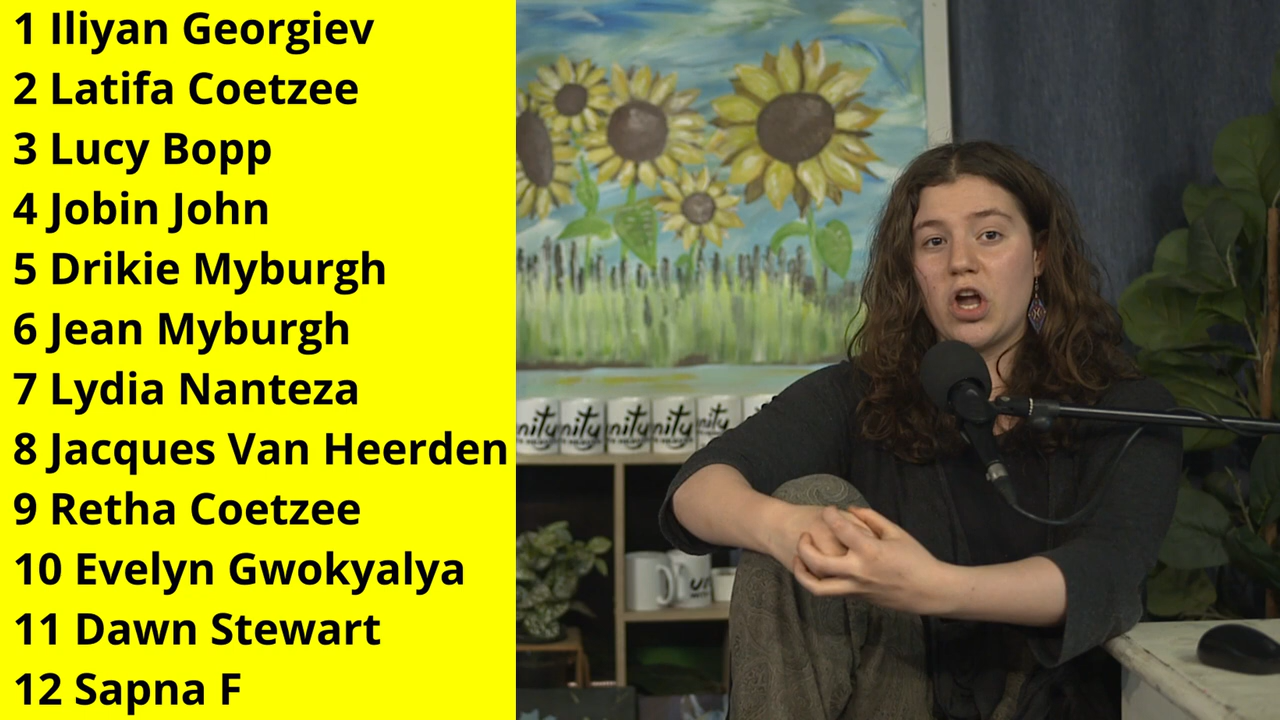 1 Iliyan Georgiev
2 Latifa Coetzee
3 Lucy Bopp
4 Jobin John
5 Drikie Myburgh
6 Jean Myburgh
7 Lydia Nanteza
8 Jacques Van Heerden
9 Retha Coetzee
10 Evelyn Gwokyalya
11 Dawn Stewart
12 Sapna F